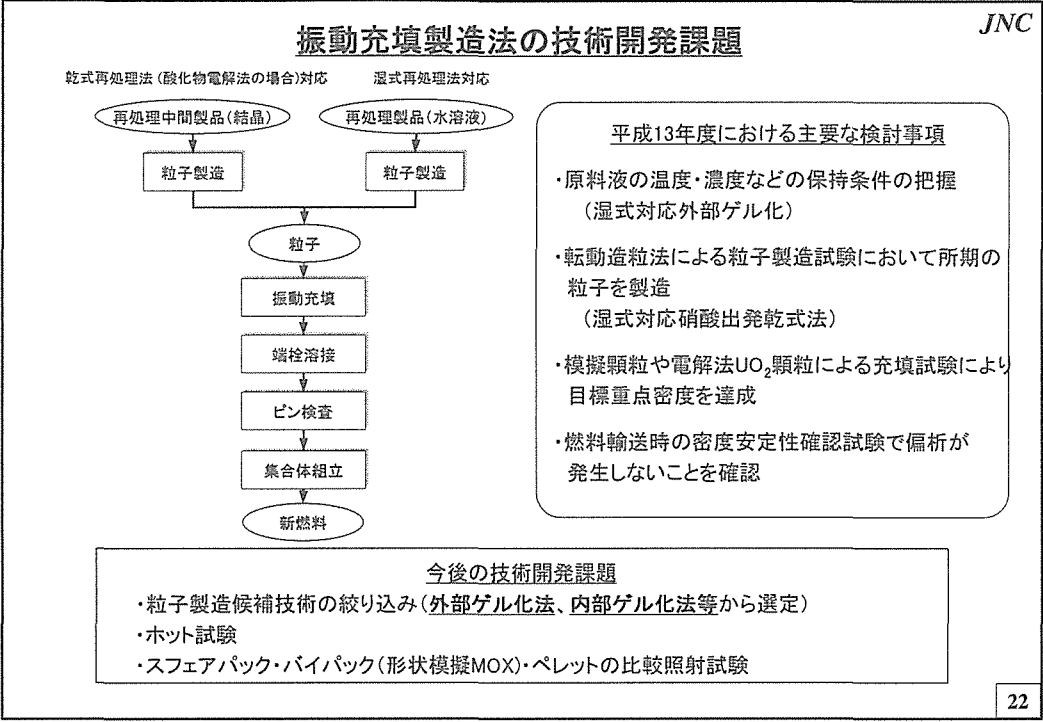 JNC
振動充填製造法の技術開発課題
乾式再処理法(酸化物電解法の場合)対応
湿式再処理法対応
再処理中間製品(結晶)
再処理製品(水溶液)
粒子製造
粒子製造
粒子
振動充填
端栓溶接
ピン検査
集合体組立
新燃料
平成13年度における主要な検討事項
・原料液の温度・濃度などの保持条件の把握
(湿式対応外部ゲル化)
・転動造粒法による粒子製造試験において所期の
粒子を製造
(湿式対応硝酸出発乾式法)
・模擬顆粒や電解法UO₂顆粒による充填試験により
目標重点密度を達成
・燃料輸送時の密度安定性確認試験で偏析が
発生しないことを確認
今後の技術開発課題
・粒子製造候補技術の絞り込み(外部ゲル化法、内部ゲル化法等から選定)
・ホット試験
・スフェアパック・バイパック(形状模擬MOX)・ペレットの比較照射試験
22